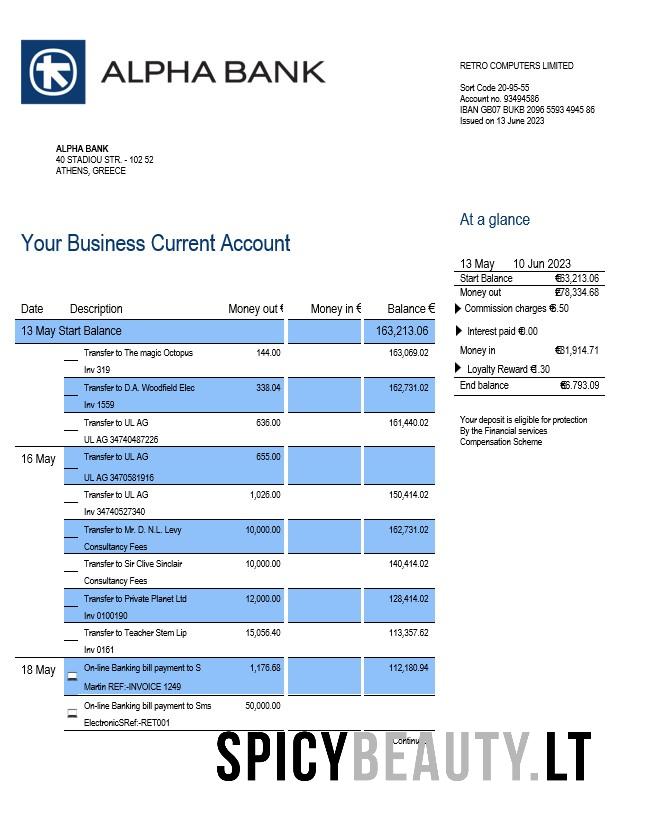 ALPHA BANK
RETRO COMPUTERS LIMITED
Sort Code 20-95-55
Account no. 93494586
IBAN GB07 BUKB 2096 5593 4945 86
Issued on 13 June 2023
ALPHA BANK
40 STADIOU STR. - 102 52
ATHENS, GREECE
At a glance
13 May 10 Jun 2023
Start Balance €63,213.06
Money out £78,334.68
Commission charges €6.50
Interest paid €0.00
Money in €31,914.71
Loyalty Reward €1.30
End balance €6.793.09
Your deposit is eligible for protection
By the Financial services
Compensation Scheme
Your Business Current Account
Date Description Money out € Money in € Balance €
13 May Start Balance 163,213.06
Transfer to The magic Octopus 144.00 163,069.02
Inv 319
Transfer to D.A. Woodfield Elec 338.04 162,731.02
Inv 1559
Transfer to UL AG 636.00 161,440.02
UL AG 34740487226
16 May Transfer to UL AG 655.00
UL AG 3470581916
Transfer to UL AG 1,026.00 150,414.02
Inv 34740527340
Transfer to Mr. D. N.L. Levy 10,000.00 162,731.02
Consultancy Fees
Transfer to Sir Clive Sinclair 10,000.00 140,414.02
Consultancy Fees
Transfer to Private Planet Ltd 12,000.00 128,414.02
Inv 0100190
Transfer to Teacher Stem Lip 15,056.40 113,357.62
Inv 0161
18 May On-line Banking bill payment to S 1,176.68 112,180.94
Martin REF:-INVOICE 1249
On-line Banking bill payment to Sms 50,000.00
ElectronicSRef:-RET001
SPICYBEAUTY.LT